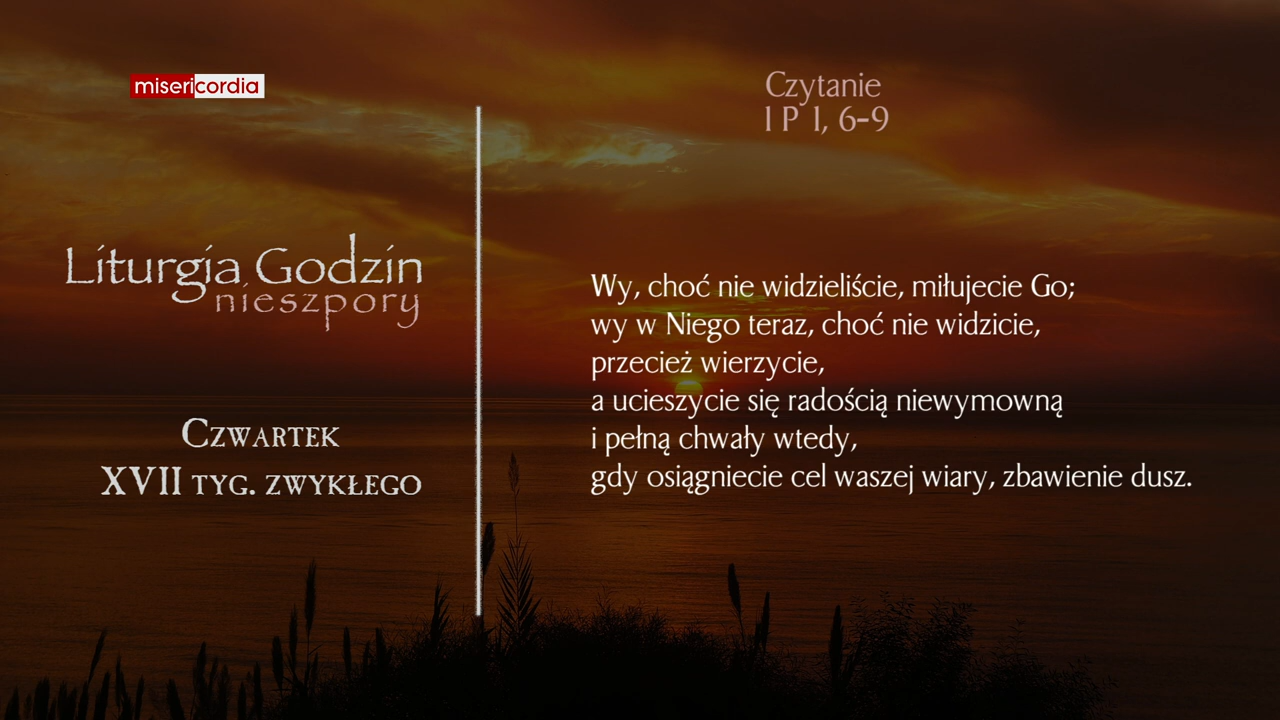 misericordia
Liturgia Godzin
nieszpory
Czwartek
XVII tyg. zwykłego
Czytanie
1 P 1, 6-9
Wy, choć nie widzieliście, miłujecie Go;
wy w Niego teraz, choć nie widzicie,
przecież wierzycie,
a ucieszycie się radością niewymowną
i pełną chwały wtedy,
gdy osiągniecie cel waszej wiary, zbawienie dusz.